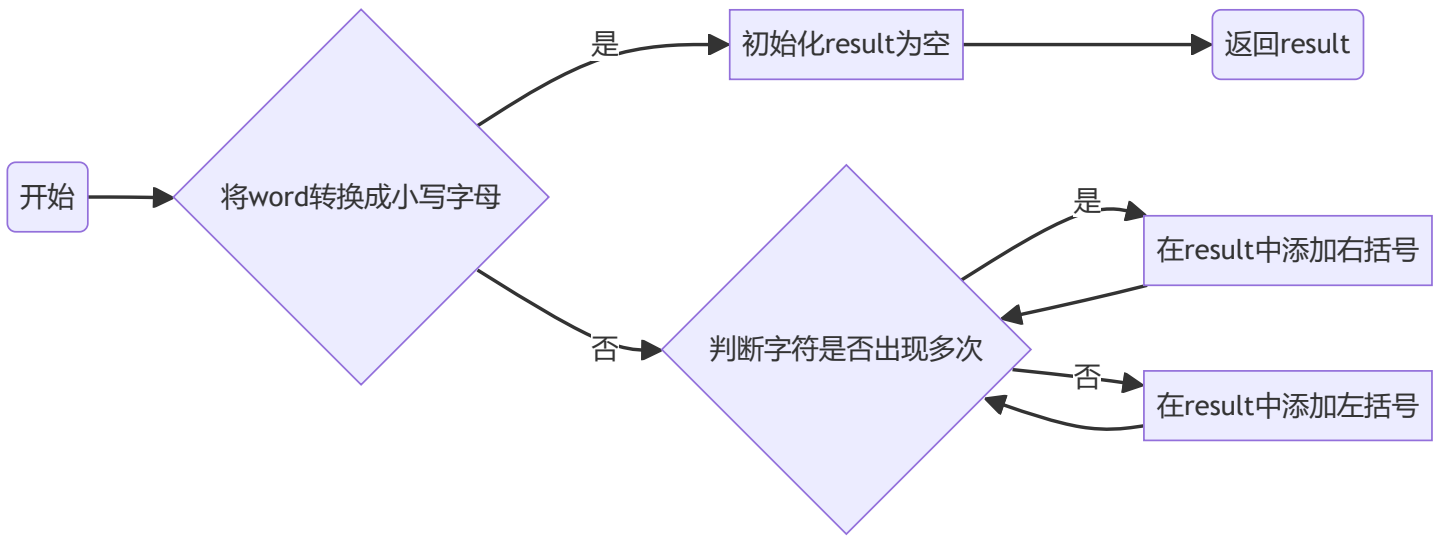 开始
将word转换成小写字母
是
初始化result为空
返回result
否
判断字符是否出现多次
是
在result中添加右括号
否
在result中添加左括号